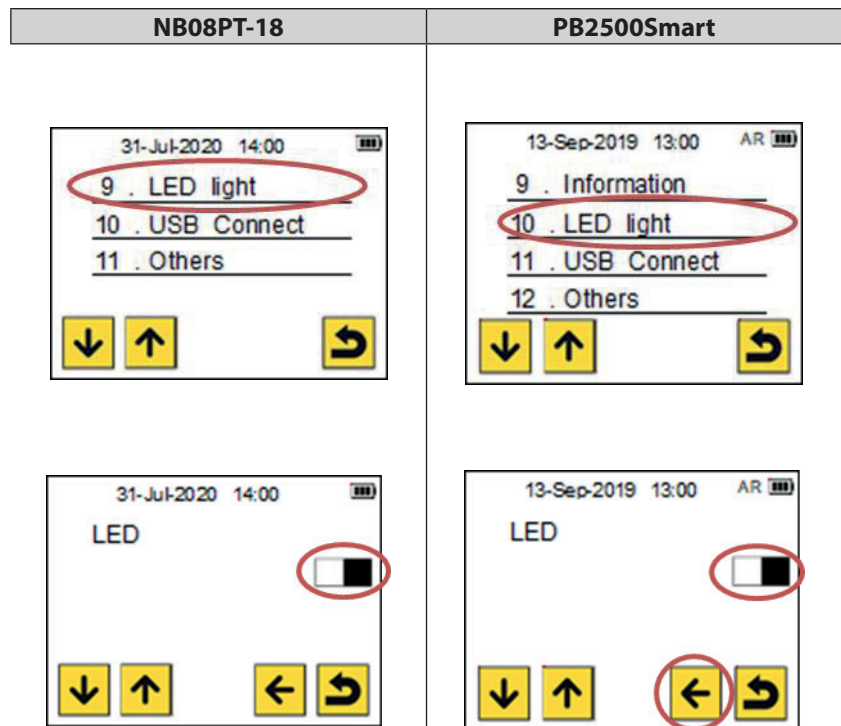 NB08PT-18
PB2500Smart
31-Jul-2020 14:00
9 . LED light
10 . USB Connect
11 . Others
13-Sep-2019 13:00 AR
9 . Information
10 . LED light
11 . USB Connect
12 . Others
31-Jul-2020 14:00
LED
13-Sep-2019 13:00 AR
LED